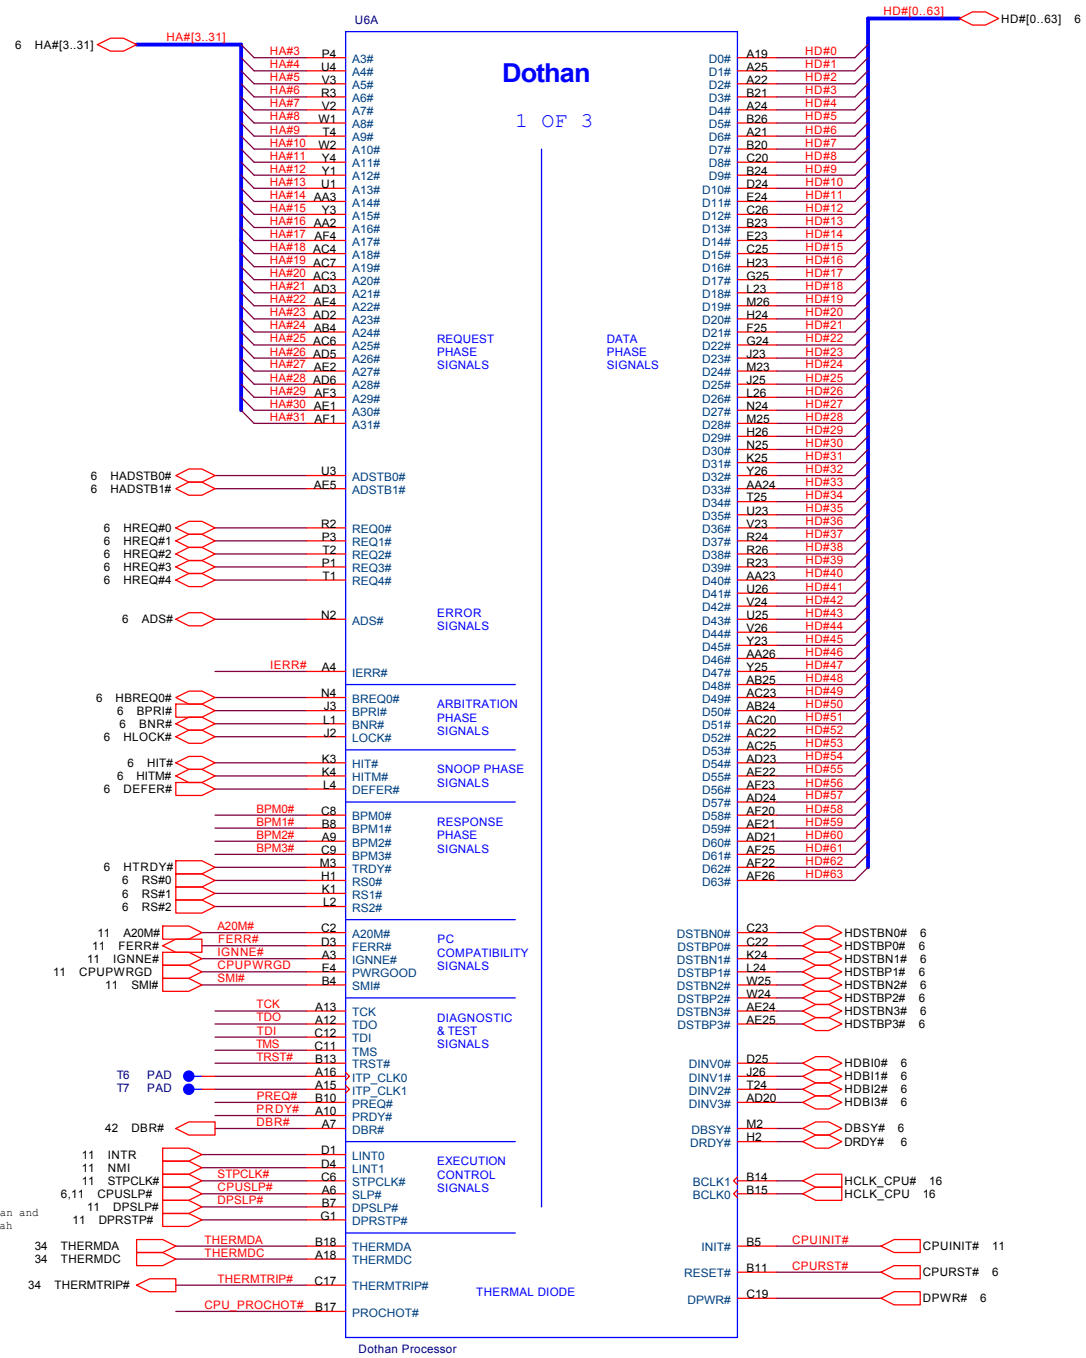 U6A
HD#[0..63]
HD#[0..63] 6
6 HA#[3..31]
HA#[3..31]
Dothan
1 OF 3
HA#3 P4 A3#
HA#4 U4 A4#
HA#5 V3 A5#
HA#6 R3 A6#
HA#7 V2 A7#
HA#8 W1 A8#
HA#9 T4 A9#
HA#10 W2 A10#
HA#11 Y4 A11#
HA#12 Y1 A12#
HA#13 U1 A13#
HA#14 AA3 A14#
HA#15 Y3 A15#
HA#16 AA2 A16#
HA#17 AF4 A17#
HA#18 AC4 A18#
HA#19 AC7 A19#
HA#20 AC3 A20#
HA#21 AD3 A21#
HA#22 AE4 A22#
HA#23 AD2 A23#
HA#24 AB4 A24#
HA#25 AC6 A25#
HA#26 AD5 A26#
HA#27 AE2 A27#
HA#28 AD6 A28#
HA#29 AF3 A29#
HA#30 AE1 A30#
HA#31 AF1 A31#
REQUEST
PHASE
SIGNALS
6 HADSTB0# U3 ADSTB0#
6 HADSTB1# AE5 ADSTB1#
6 HREQ#0 R2 REQ0#
6 HREQ#1 P3 REQ1#
6 HREQ#2 T2 REQ2#
6 HREQ#3 P1 REQ3#
6 HREQ#4 T1 REQ4#
6 ADS# N2 ADS#
ERROR
SIGNALS
IERR# A4 IERR#
6 HBREQ0# N4 BREQ0#
6 BPRI# J3 BPRI#
6 BNR# L1 BNR#
6 HLOCK# J2 LOCK#
ARBITRATION
PHASE
SIGNALS
6 HIT# K3 HIT#
6 HITM# K4 HITM#
6 DEFER# L4 DEFER#
SNOOP PHASE
SIGNALS
BPM0# C8 BPM0#
BPM1# B8 BPM1#
BPM2# A9 BPM2#
BPM3# C9 BPM3#
6 HTRDY# M3 TRDY#
6 RS#0 H1 RS0#
6 RS#1 K1 RS1#
6 RS#2 L2 RS2#
RESPONSE
PHASE
SIGNALS
11 A20M# A20M# C2 A20M#
11 FERR# FERR# D3 FERR#
11 IGNNE# IGNNE# A3 IGNNE#
11 CPUPWRGD CPUPWRGD E4 PWRGOOD
11 SMI# SMI# B4 SMI#
PC
COMPATIBILITY
SIGNALS
TCK A13 TCK
TDO A12 TDO
TDI C12 TDI
TMS C11 TMS
TRST# B13 TRST#
T6 PAD A16 ITP_CLK0
T7 PAD A15 ITP_CLK1
PREQ# B10 PREQ#
PRDY# A10 PRDY#
42 DBR# DBR# A7 DBR#
DIAGNOSTIC
& TEST
SIGNALS
11 INTR D1 LINT0
11 NMI D4 LINT1
11 STPCLK# STPCLK# C6 STPCLK#
6,11 CPUSLP# CPUSLP# A6 SLP#
11 DPSLP# DPSLP# B7 DPSLP#
11 DPRSTP# G1 DPRSTP#
EXECUTION
CONTROL
SIGNALS
an and
ah
34 THERMDA THERMDA B18 THERMDA
34 THERMDC THERMDC A18 THERMDC
34 THERMTRIP# THERMTRIP# C17 THERMTRIP#
CPU_PROCHOT# B17 PROCHOT#
THERMAL DIODE
DATA
PHASE
SIGNALS
D0# A19 HD#0
D1# A25 HD#1
D2# A22 HD#2
D3# B21 HD#3
D4# A24 HD#4
D5# B26 HD#5
D6# A21 HD#6
D7# B20 HD#7
D8# C20 HD#8
D9# B24 HD#9
D10# D24 HD#10
D11# E24 HD#11
D12# C26 HD#12
D13# B23 HD#13
D14# E23 HD#14
D15# C25 HD#15
D16# H23 HD#16
D17# G25 HD#17
D18# L23 HD#18
D19# M26 HD#19
D20# H24 HD#20
D21# F25 HD#21
D22# G24 HD#22
D23# J23 HD#23
D24# M23 HD#24
D25# J25 HD#25
D26# L26 HD#26
D27# N24 HD#27
D28# M25 HD#28
D29# H26 HD#29
D30# N25 HD#30
D31# K25 HD#31
D32# Y26 HD#32
D33# AA24 HD#33
D34# T25 HD#34
D35# U23 HD#35
D36# V23 HD#36
D37# R24 HD#37
D38# R26 HD#38
D39# R23 HD#39
D40# AA23 HD#40
D41# U26 HD#41
D42# V24 HD#42
D43# U25 HD#43
D44# V26 HD#44
D45# Y23 HD#45
D46# AA26 HD#46
D47# Y25 HD#47
D48# AB25 HD#48
D49# AC23 HD#49
D50# AB24 HD#50
D51# AC20 HD#51
D52# AC22 HD#52
D53# AC25 HD#53
D54# AD23 HD#54
D55# AE22 HD#55
D56# AF23 HD#56
D57# AD24 HD#57
D58# AF20 HD#58
D59# AE21 HD#59
D60# AD21 HD#60
D61# AF25 HD#61
D62# AF22 HD#62
D63# AF26 HD#63
DSTBN0# C23 HDSTBN0# 6
DSTBP0# C22 HDSTBP0# 6
DSTBN1# K24 HDSTBN1# 6
DSTBP1# L24 HDSTBP1# 6
DSTBN2# W25 HDSTBN2# 6
DSTBP2# W24 HDSTBP2# 6
DSTBN3# AE24 HDSTBN3# 6
DSTBP3# AE25 HDSTBP3# 6
DINV0# D25 HDBI0# 6
DINV1# J26 HDBI1# 6
DINV2# T24 HDBI2# 6
DINV3# AD20 HDBI3# 6
DBSY# M2 DBSY# 6
DRDY# H2 DRDY# 6
BCLK1 B14 HCLK_CPU# 16
BCLK0 B15 HCLK_CPU 16
INIT# B5 CPUINIT# CPUINIT# 11
RESET# B11 CPURST# CPURST# 6
DPWR# C19 DPWR# 6
Dothan Processor